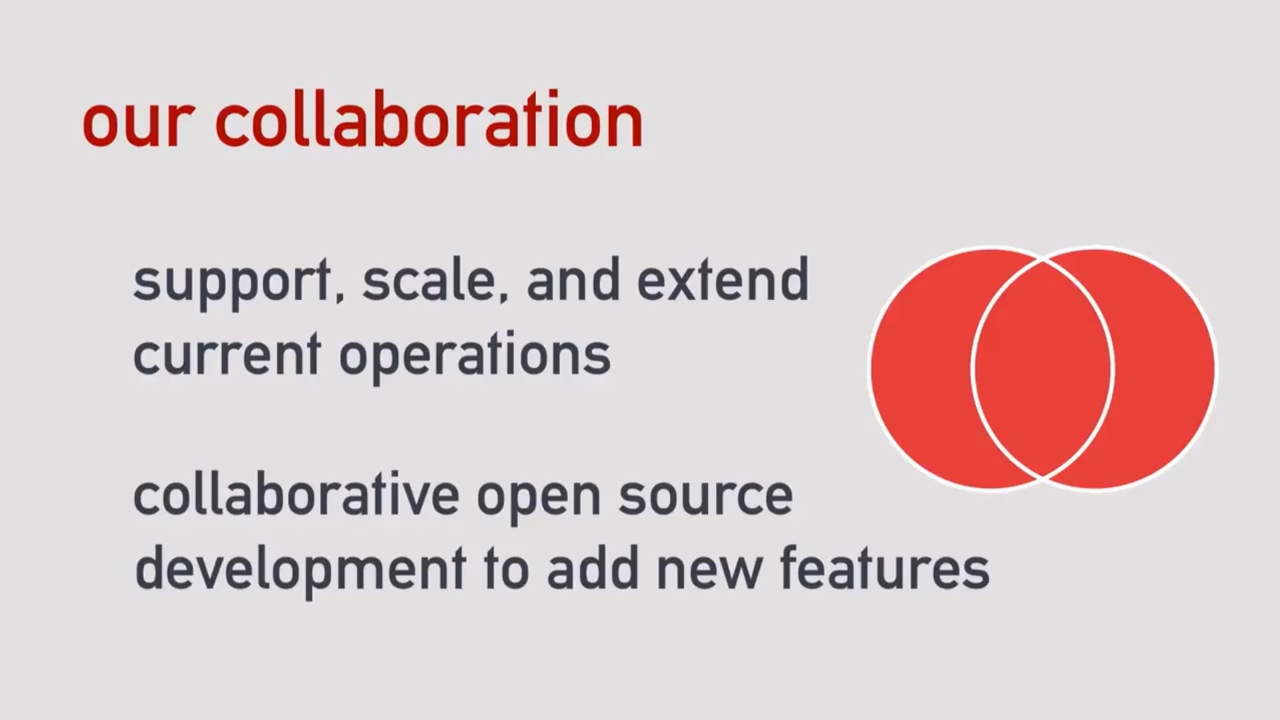 our collaboration
support, scale, and extend
current operations
collaborative open source
development to add new features